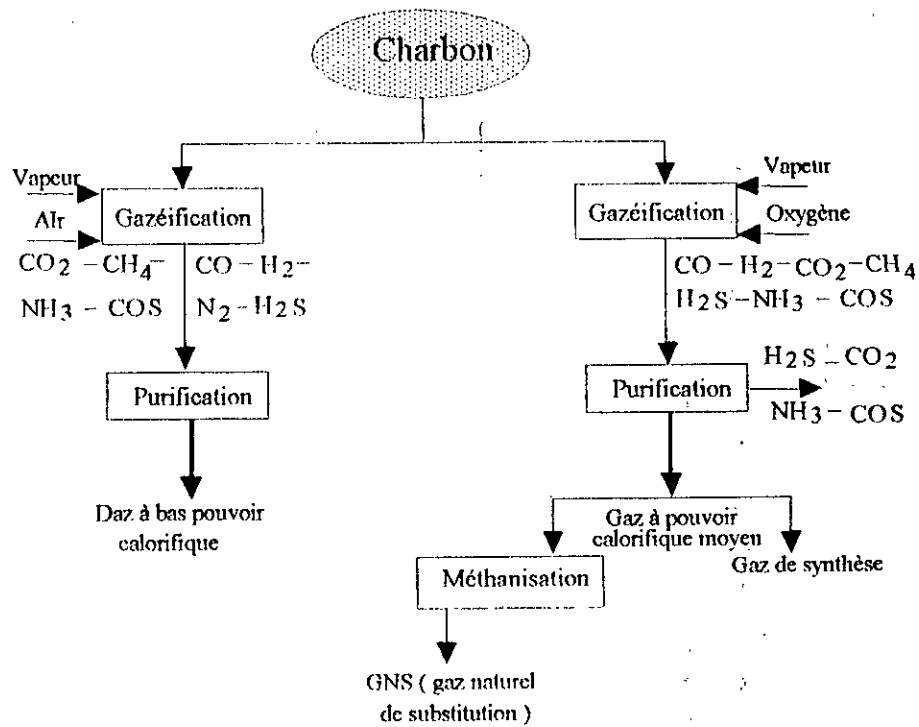 Charbon
Vapeur
AIr
Gazéification
CO2 - CH4-
CO - H2-
NH3 - COS
N2-H2S
Purification
Daz à bas pouvoir
calorifique
Vapeur
Oxygène
Gazéification
CO-H2-CO2-CH4
H2S-NH3 - COS
Purification
H2S-CO2
NH3-COS
Gaz à pouvoir
calorifique moyen
Gaz de synthèse
Méthanisation
GNS ( gaz naturel
de substitution )